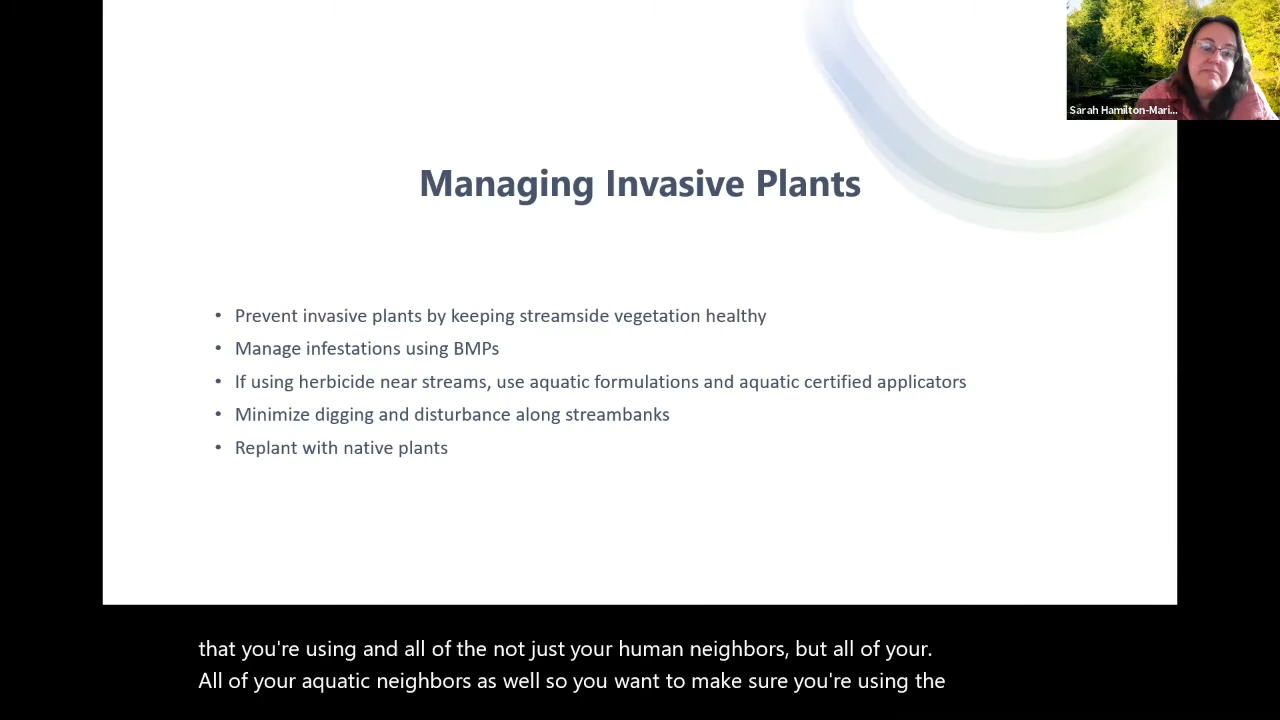 Sarah Hamilton-Mari...
Managing Invasive Plants
• Prevent invasive plants by keeping streamside vegetation healthy
• Manage infestations using BMPs
• If using herbicide near streams, use aquatic formulations and aquatic certified applicators
• Minimize digging and disturbance along streambanks
• Replant with native plants
that you're using and all of the not just your human neighbors, but all of your.
All of your aquatic neighbors as well so you want to make sure you're using the